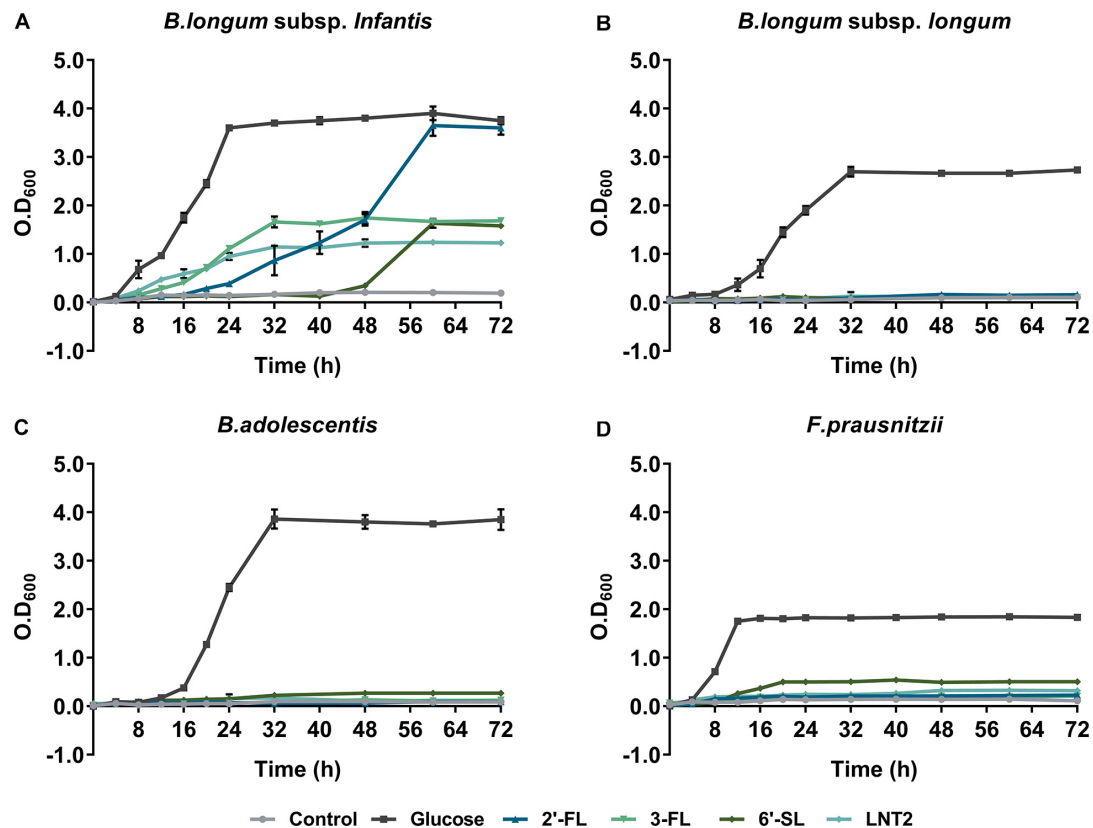 A B.longum subsp. Infantis
5.0
4.0
3.0
2.0
1.0
0.0
-1.0
O.D600
8 16 24 32 40 48 56 64 72
Time (h)
B B.longum subsp. longum
5.0
4.0
3.0
2.0
1.0
0.0
-1.0
O.D600
8 16 24 32 40 48 56 64 72
Time (h)
C B.adolescentis
5.0
4.0
3.0
2.0
1.0
0.0
-1.0
O.D600
8 16 24 32 40 48 56 64 72
Time (h)
D F.prausnitzii
5.0
4.0
3.0
2.0
1.0
0.0
-1.0
O.D600
8 16 24 32 40 48 56 64 72
Time (h)
Control Glucose 2'-FL 3-FL 6'-SL LNT2